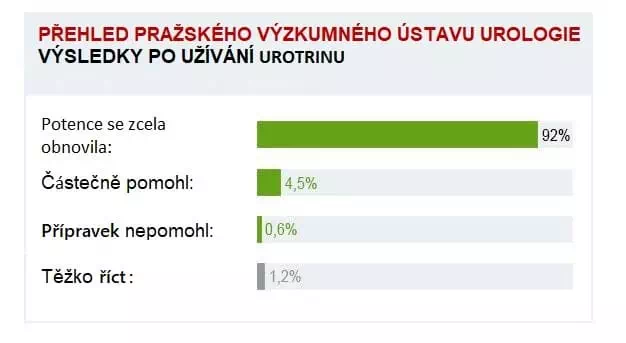 PŘEHLED PRAŽSKÉHO VÝZKUMNÉHO ÚSTAVU UROLOGIE
VÝSLEDKY PO UŽÍVÁNÍ UROTRINU
Potence se zcela
obnovila:
92%
Částečně pomohl:
4,5%
Přípravek nepomohl:
0,6%
Těžko říct :
1,2%